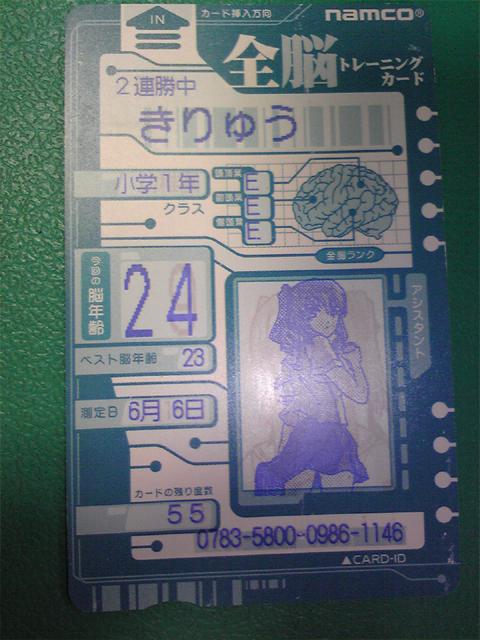 IN
カード挿入方向
namco®
全脳
トレーニング
カード
2連勝中
きりゅう
小学1年
クラス
前頭葉 E
E
E
全脳ランク
今回の脳年齢
24
ベスト脳年齢 23
測定日 6月 6日
アシスタント
カードの残り度数
55
0783-5800-0986-1146
▲CARD-ID